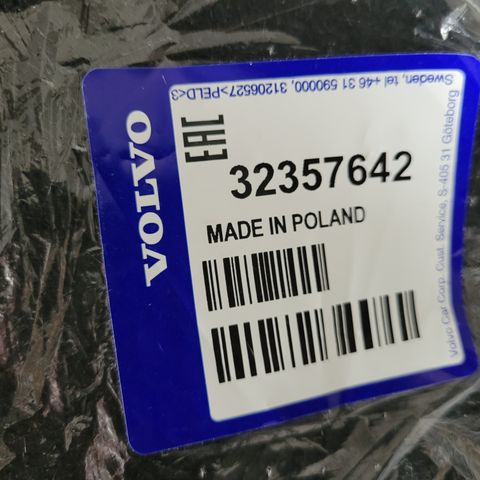 VOLVO
EAC
32357642
MADE IN POLAND
Volvo Car Corp. Cust. Service, S-405 31 Göteborg
Sweden, tel +46 31 590000, 31206527>PELD<3